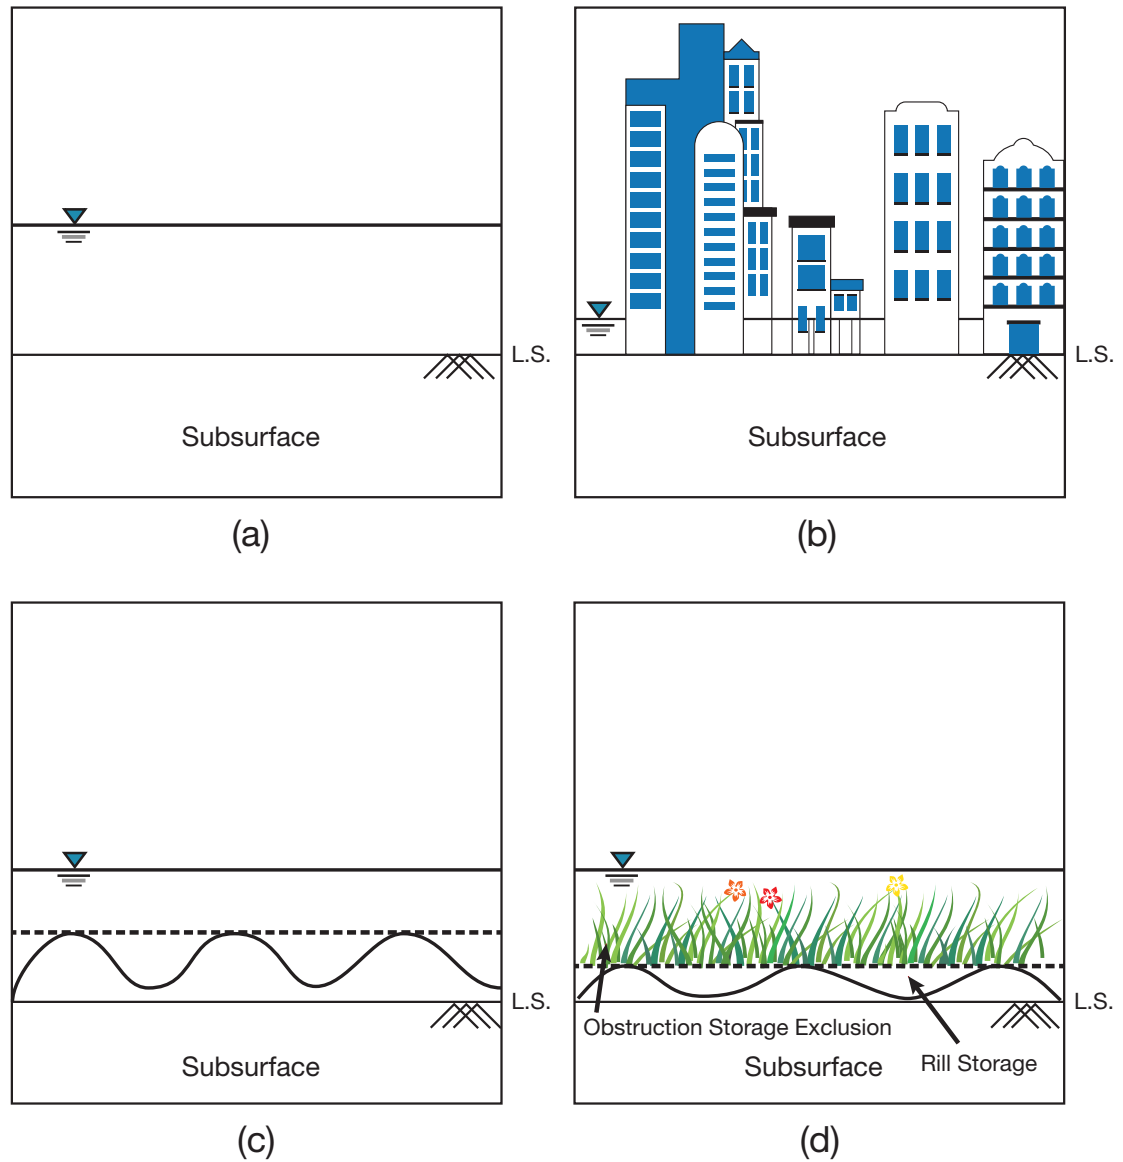 L.S.
L.S.
Subsurface
Subsurface
(a)
(b)
L.S.
L.S.
Obstruction Storage Exclusion
Subsurface
Subsurface
Rill Storage
(c)
(d)